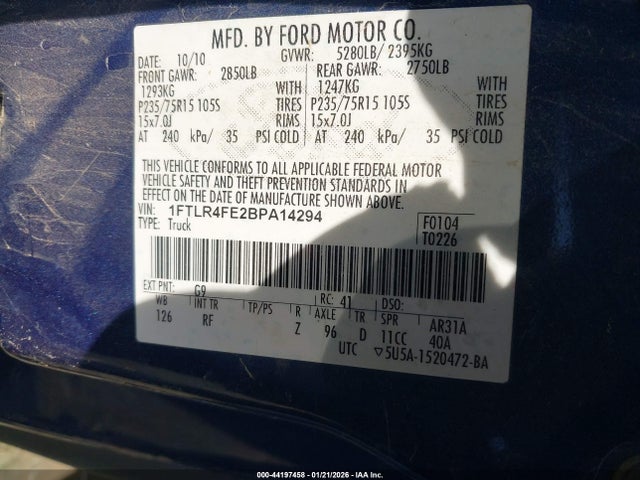 MFD. BY FORD MOTOR CO.
DATE: 10/10 GVWR: 5280LB/ 2395KG
FRONT GAWR: 2850LB REAR GAWR: 2750LB
1293KG WITH 1247KG WITH
P235/75R15 105S TIRES P235/75R15 105S TIRES
15x7.0J RIMS 15x7.0J RIMS
AT 240 kPa/ 35 PSI COLD AT 240 kPa/ 35 PSI COLD
THIS VEHICLE CONFORMS TO ALL APPLICABLE FEDERAL MOTOR
VEHICLE SAFETY AND THEFT PREVENTION STANDARDS IN
EFFECT ON THE DATE OF MANUFACTURE SHOWN ABOVE.
VIN: 1FTLR4FE2BPA14294
TYPE: Truck
F0104
T0226
EXT PNT: G9 RC: 41 DSO:
WB INT TR TP/PS R AXLE TR SPR AR31A
126 RF Z 96 D 11CC 40A
UTC ▽5U5A-1520472-BA
000-44197458 - 01/21/2026 - IAA Inc.